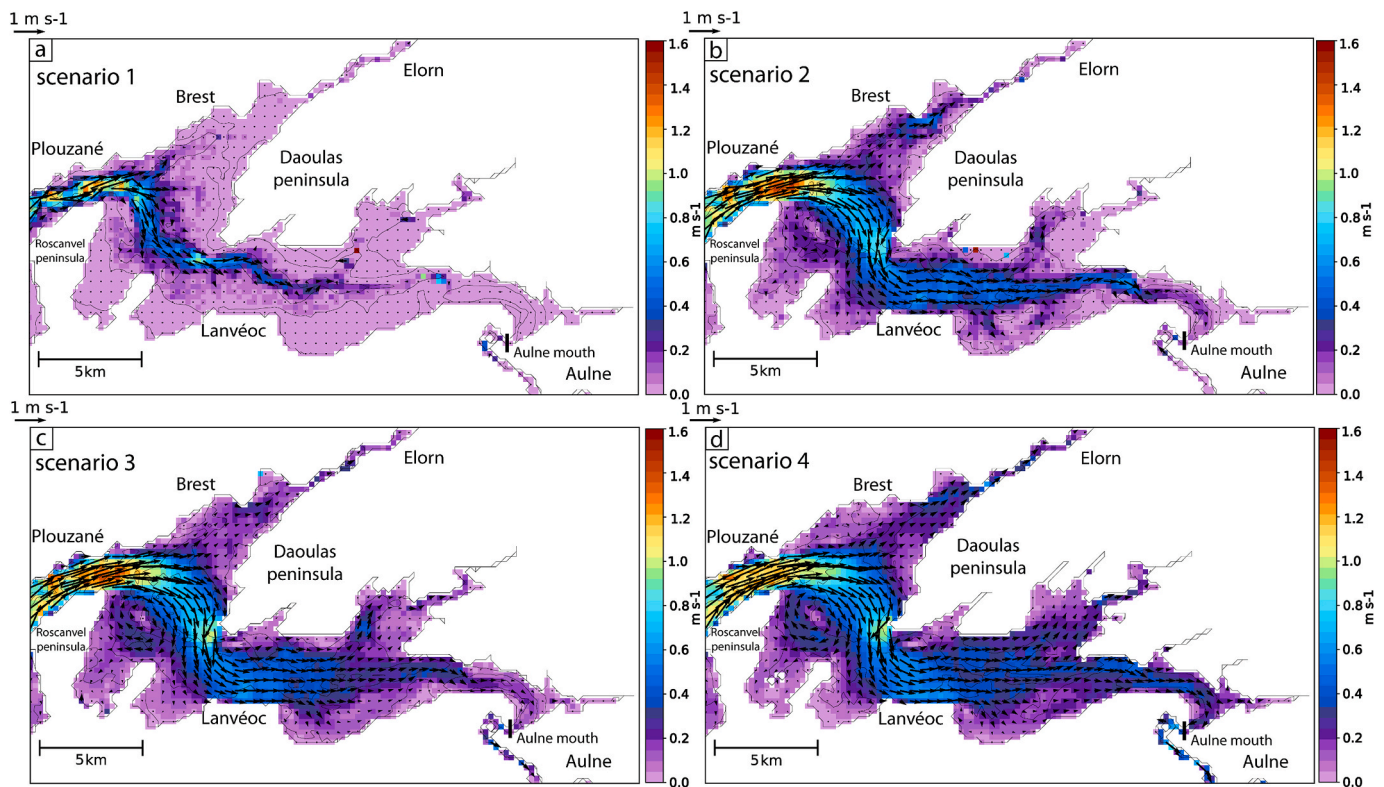 1 m s-1
a
scenario 1
Elorn
Brest
Plouzané
Daoulas
peninsula
Roscanvel
peninsula
Lanvéoc
Aulne mouth
Aulne
5km
1.6
1.4
1.2
1.0
0.8
0.6
0.4
0.2
0.0
m s-1
1 m s-1
b
scenario 2
Elorn
Brest
Plouzané
Daoulas
peninsula
Roscanvel
peninsula
Lanvéoc
Aulne mouth
Aulne
5km
1.6
1.4
1.2
1.0
0.8
0.6
0.4
0.2
0.0
m s-1
1 m s-1
c
scenario 3
Elorn
Brest
Plouzané
Daoulas
peninsula
Roscanvel
peninsula
Lanvéoc
Aulne mouth
Aulne
5km
1.6
1.4
1.2
1.0
0.8
0.6
0.4
0.2
0.0
m s-1
1 m s-1
d
scenario 4
Elorn
Brest
Plouzané
Daoulas
peninsula
Roscanvel
peninsula
Lanvéoc
Aulne mouth
Aulne
5km
1.6
1.4
1.2
1.0
0.8
0.6
0.4
0.2
0.0
m s-1